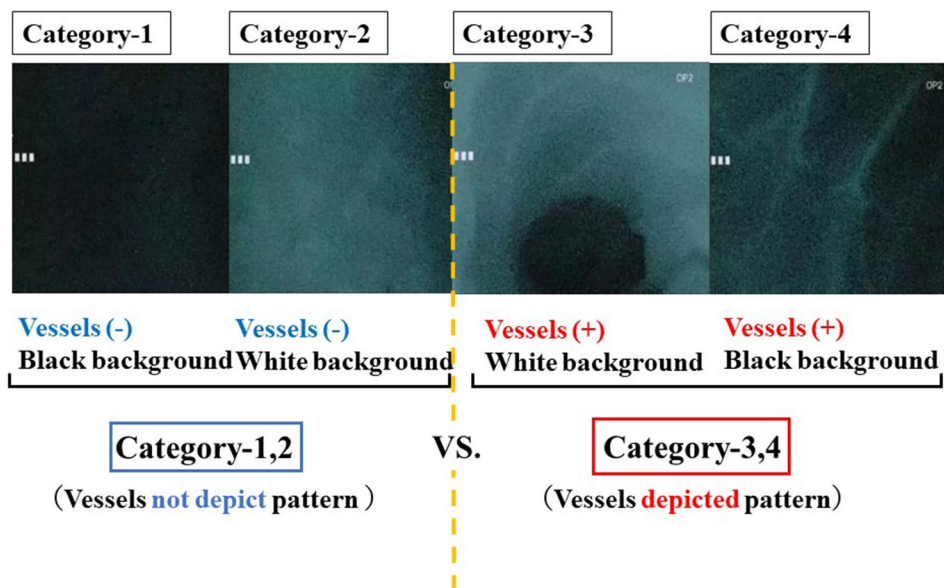 Category-1 Category-2 Category-3 Category-4
OP2 OP2
Vessels (-) Vessels (-) Vessels (+) Vessels (+)
Black background White background White background Black background
Category-1,2 VS. Category-3,4
(Vessels not depict pattern ) (Vessels depicted pattern)